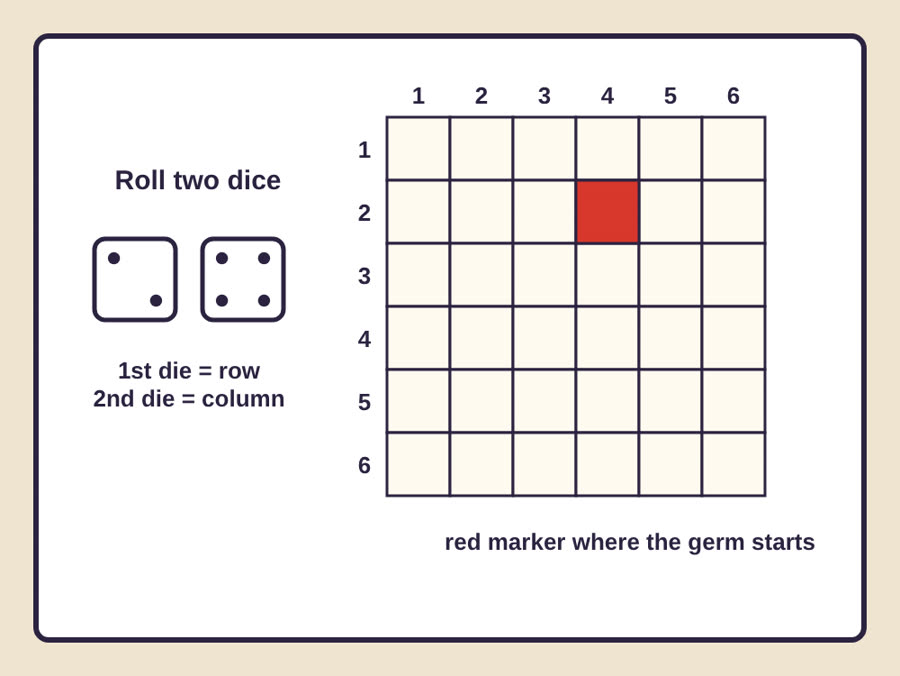 Roll two dice
1st die = row
2nd die = column
1 2 3 4 5 6
1
2
3
4
5
6
red marker where the germ starts